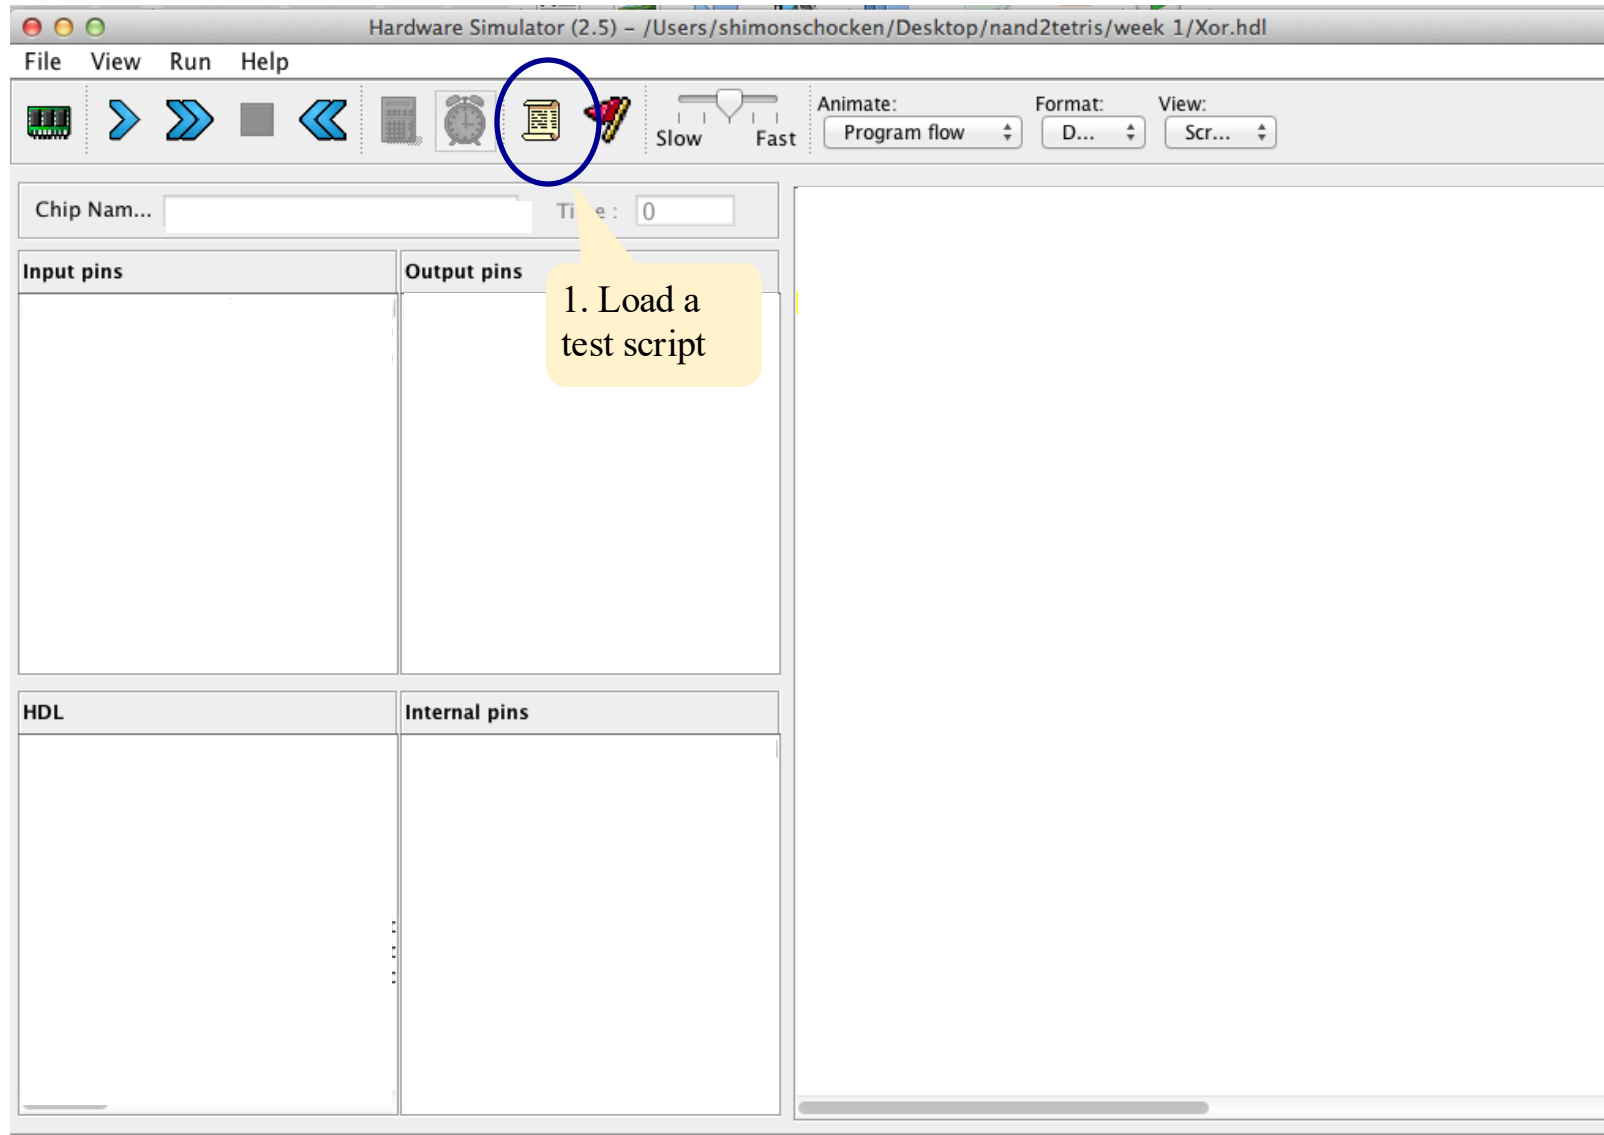 Hardware Simulator (2.5) – /Users/shimonschocken/Desktop/nand2tetris/week 1/Xor.hdl
File View Run Help
Animate: Format: View:
Slow Fast Program flow D... Scr...
Chip Nam... 0
Input pins Output pins
1. Load a
test script
HDL Internal pins